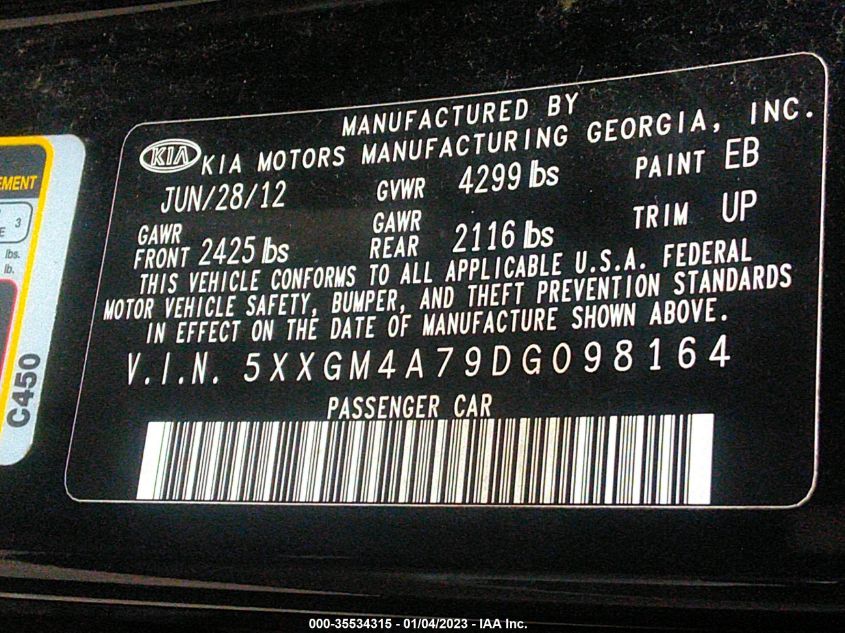 MANUFACTURED BY
KIA KIA MOTORS MANUFACTURING GEORGIA, INC.
JUN/28/12 GVWR 4299 lbs PAINT EB
GAWR FRONT 2425 lbs GAWR REAR 2116 lbs TRIM UP
THIS VEHICLE CONFORMS TO ALL APPLICABLE U.S.A. FEDERAL
MOTOR VEHICLE SAFETY, BUMPER, AND THEFT PREVENTION STANDARDS
IN EFFECT ON THE DATE OF MANUFACTURE SHOWN ABOVE.
V.I.N. 5XXGM4A79DG098164
PASSENGER CAR
EMENT
E 3
lbs.
lb.
C450
000-35534315 - 01/04/2023 - IAA Inc.